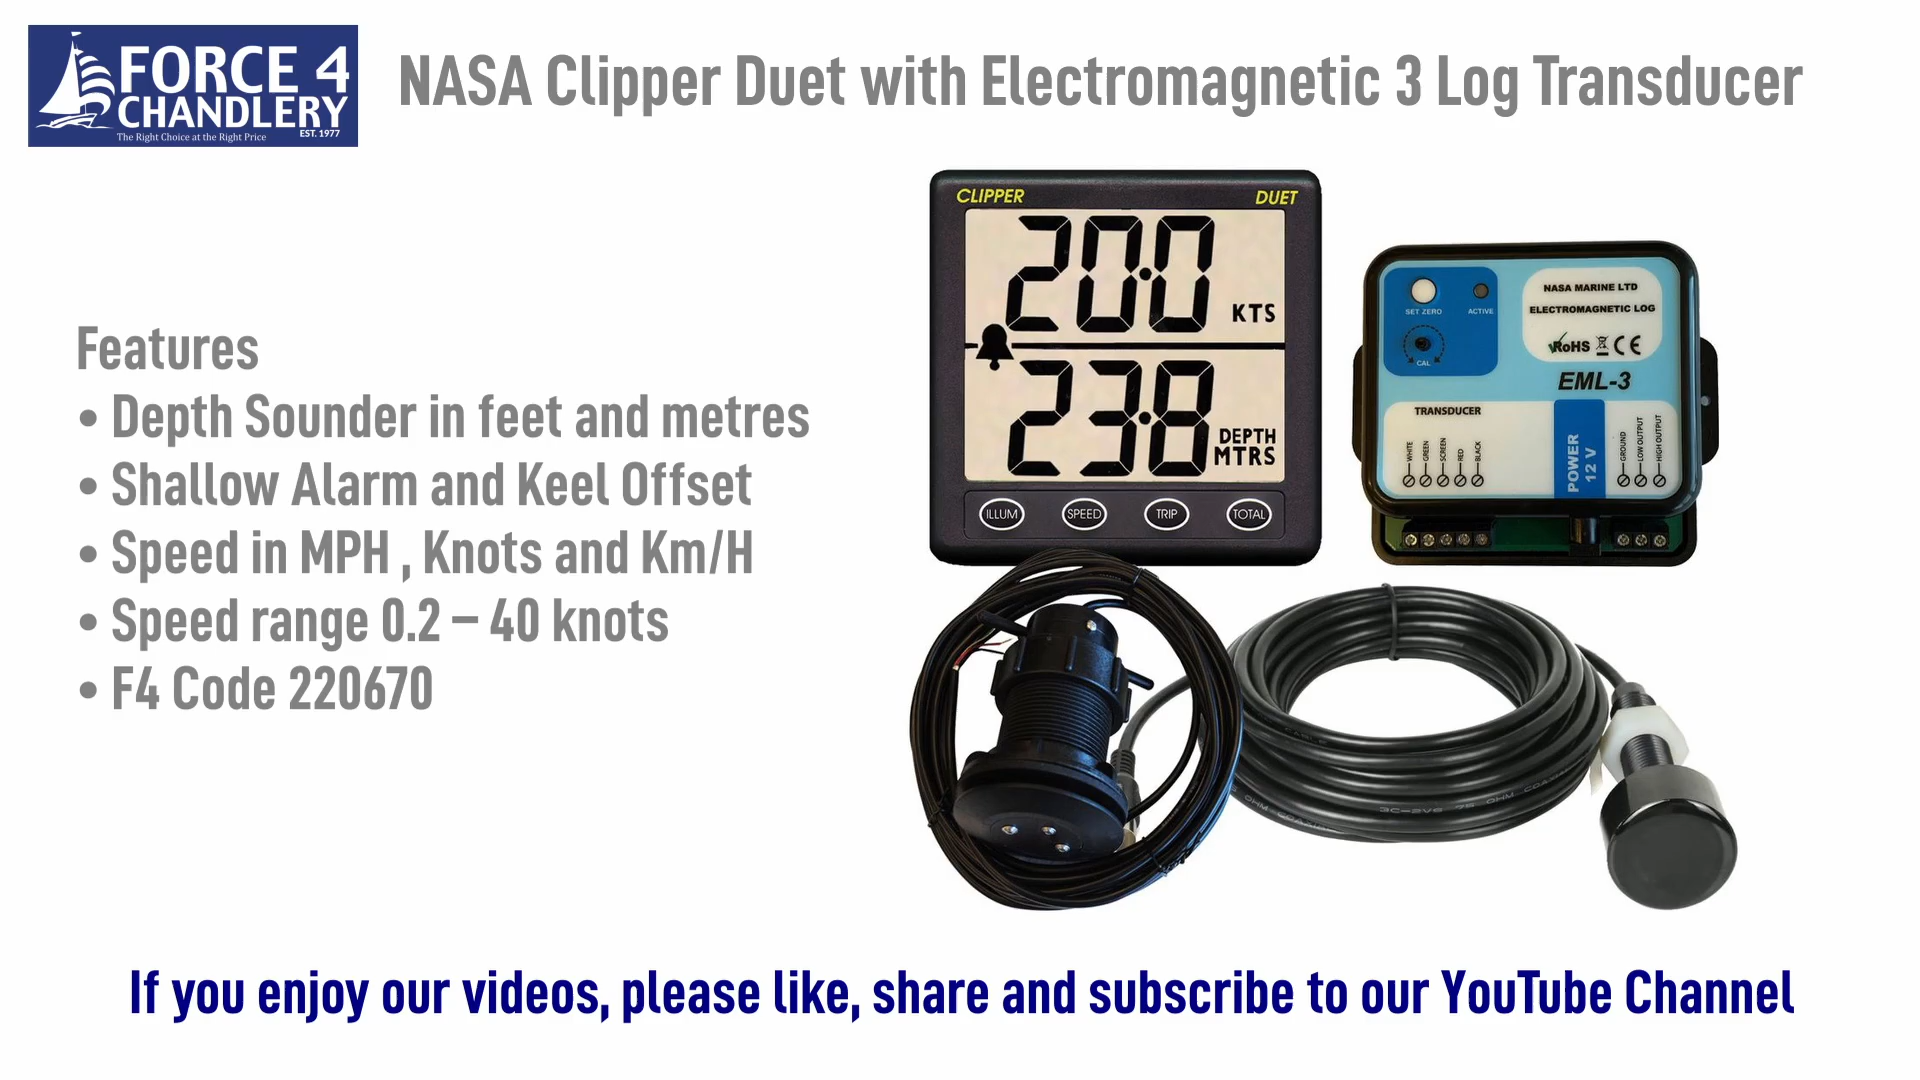 FORCE 4
CHANDLERY
EST. 1977
The Right Choice at the Right Price
NASA Clipper Duet with Electromagnetic 3 Log Transducer
Features
• Depth Sounder in feet and metres
• Shallow Alarm and Keel Offset
• Speed in MPH , Knots and Km/H
• Speed range 0.2 – 40 knots
• F4 Code 220670
CLIPPER DUET
20.0 KTS
23.8 DEPTH MTRS
ILLUM SPEED TRIP TOTAL
SET ZERO ACTIVE
CAL
NASA MARINE LTD
ELECTROMAGNETIC LOG
RoHS CE
EML-3
TRANSDUCER
WHITE GREEN SCREEN RED BLACK
POWER 12 V
GROUND LOW OUTPUT HIGH OUTPUT
3C-2V6 75 OHM
If you enjoy our videos, please like, share and subscribe to our YouTube Channel